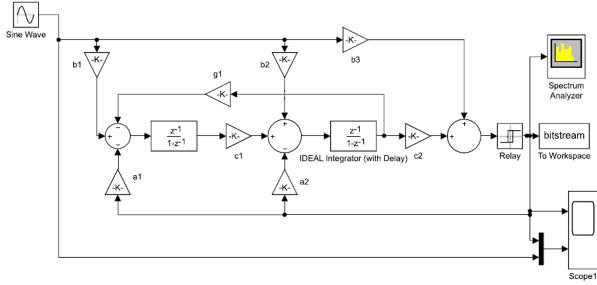 Sine Wave
b1
b2
-K-
b3
-K-
-K-
g1
-K-
Spectrum
Analyzer
z-1
1-z-1
-K-
c1
z-1
1-z-1
IDEAL Integrator (with Delay)
-K-
c2
Relay
bitstream
To Workspace
-K-
a1
-K-
a2
Scope1